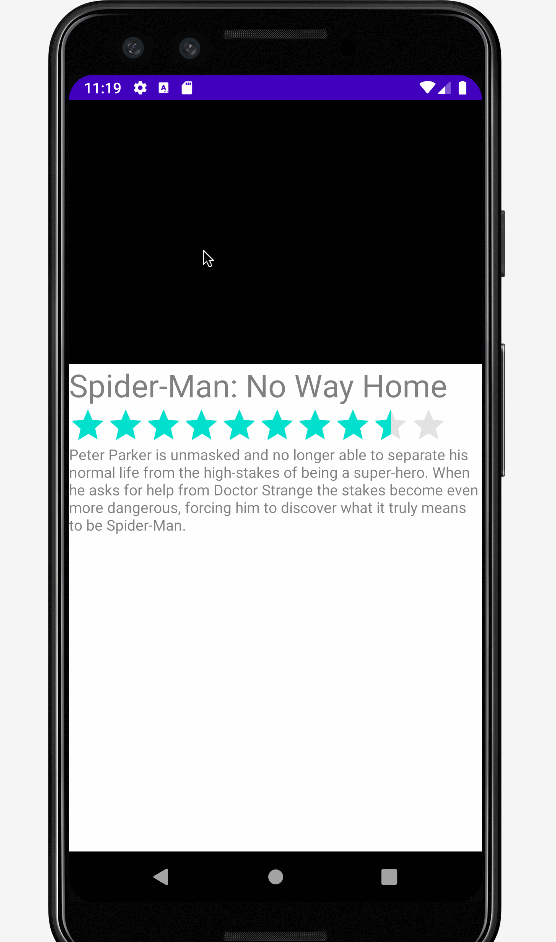 11:19
Spider-Man: No Way Home
Peter Parker is unmasked and no longer able to separate his
normal life from the high-stakes of being a super-hero. When
he asks for help from Doctor Strange the stakes become even
more dangerous, forcing him to discover what it truly means
to be Spider-Man.